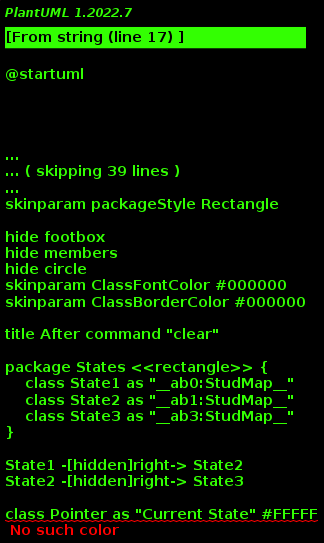 PlantUML 1.2022.7
[From string (line 17) ]
@startuml
...
... ( skipping 39 lines )
...
skinparam packageStyle Rectangle
hide footbox
hide members
hide circle
skinparam ClassFontColor #000000
skinparam ClassBorderColor #000000
title After command "clear"
package States <<rectangle>> {
    class State1 as "__ab0:StudMap__"
    class State2 as "__ab1:StudMap__"
    class State3 as "__ab3:StudMap__"
}
State1 -[hidden]right-> State2
State2 -[hidden]right-> State3
class Pointer as "Current State" #FFFFF
No such color